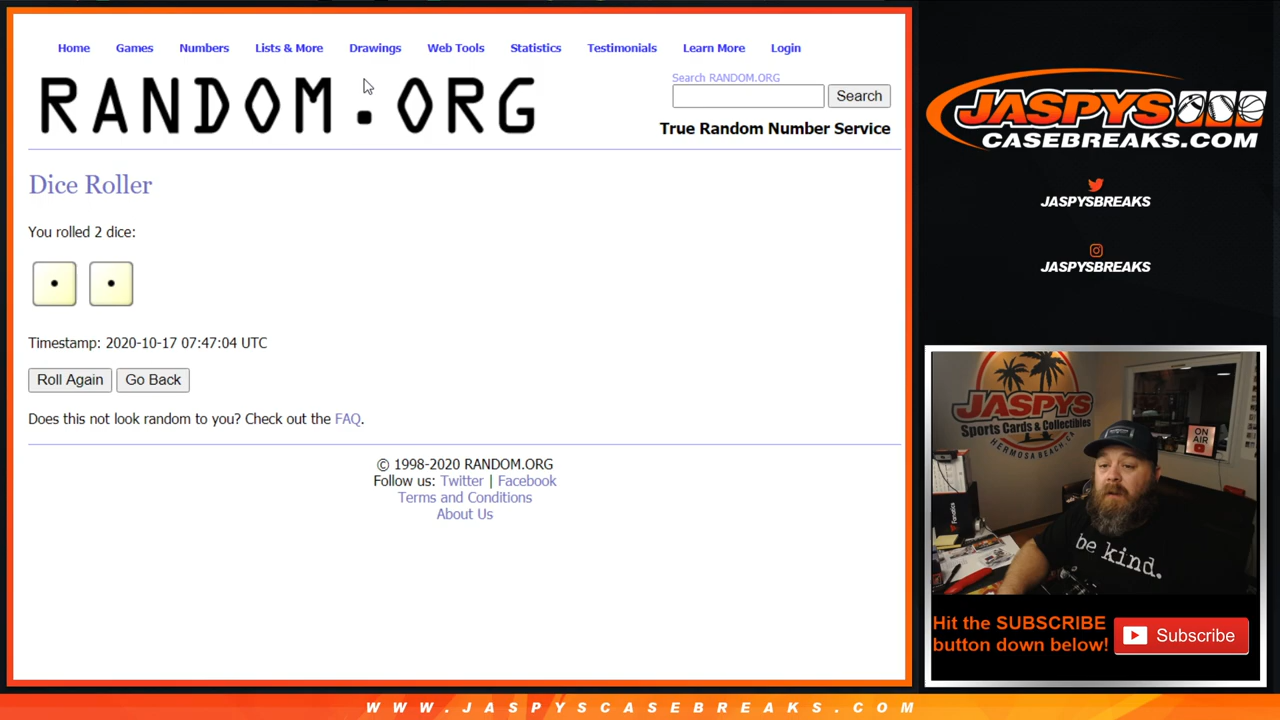 Home Games Numbers Lists & More Drawings Web Tools Statistics Testimonials Learn More Login
RANDOM.ORG
Search RANDOM.ORG
Search
True Random Number Service
Dice Roller
You rolled 2 dice:
Timestamp: 2020-10-17 07:47:04 UTC
Roll Again Go Back
Does this not look random to you? Check out the FAQ.
© 1998-2020 RANDOM.ORG
Follow us: Twitter | Facebook
Terms and Conditions
About Us
JASPYS
CASEBREAKS.COM
JASPYSBREAKS
JASPYSBREAKS
JASPYS
Sports Cards & Collectibles
HERMOSA BEACH, CA
ON
AIR
Fanatics
be kind.
Hit the SUBSCRIBE
button down below!
Subscribe
WWW.JASPYSCASEBREAKS.COM